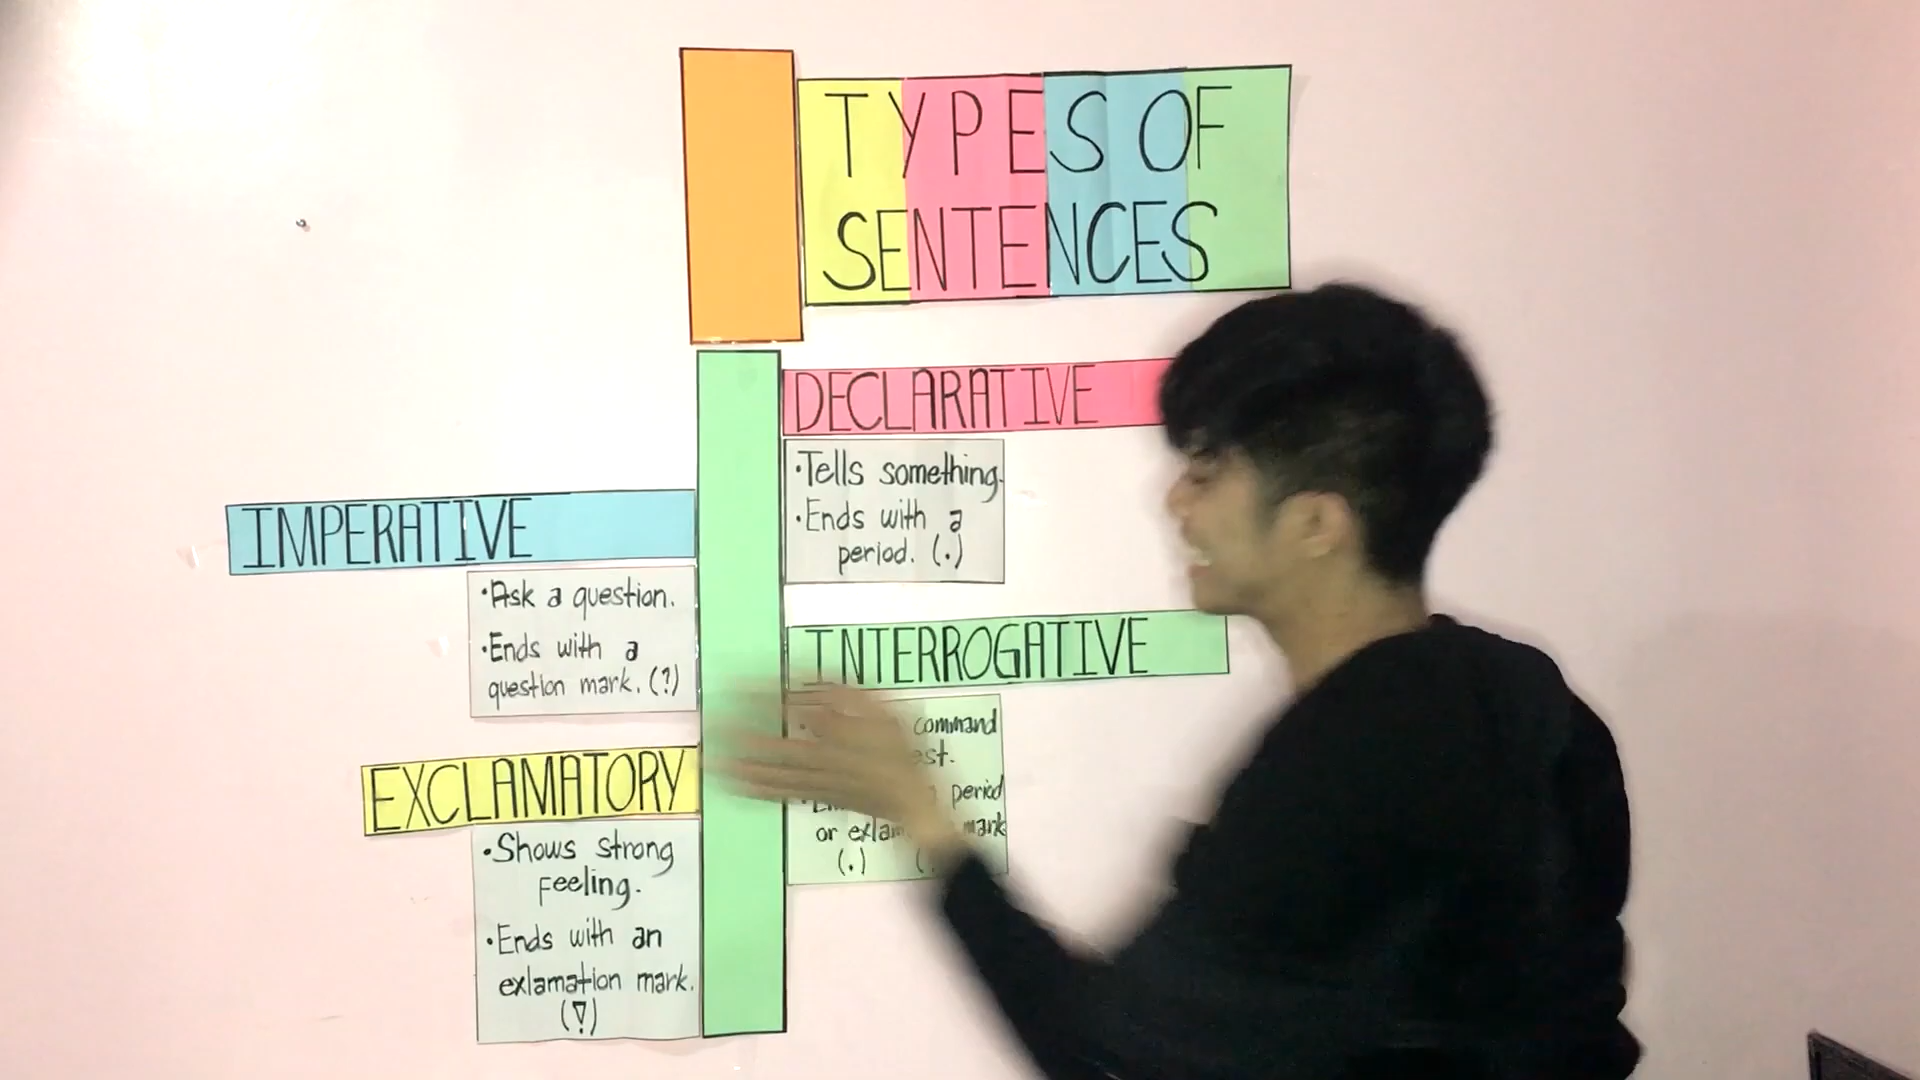 TYPES OF
SENTENCES
DECLARATIVE
•Tells something.
•Ends with a
period. (.)
IMPERATIVE
•Ask a question.
•Ends with a
question mark. (?)
INTERROGATIVE
command
period
or mark
(.)
EXCLAMATORY
•Shows strong
feeling.
•Ends with an
exlamation mark.
(!)